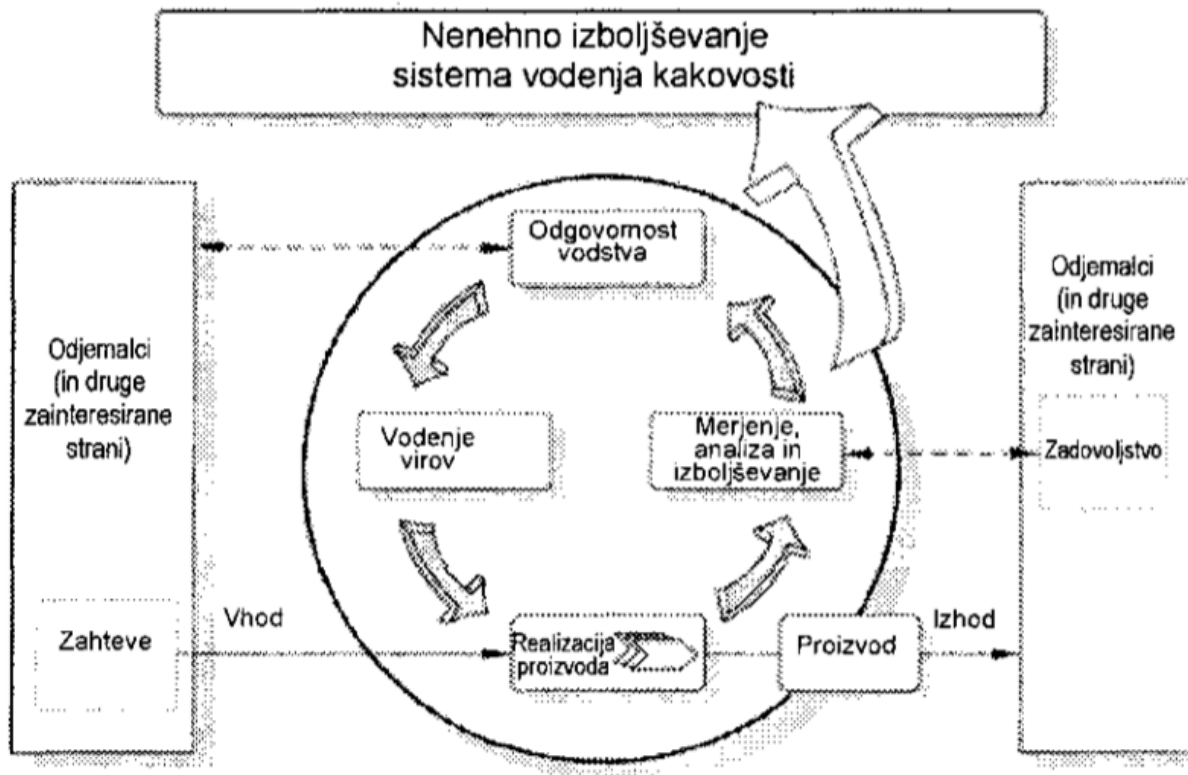 Nenehno izboljševanje
sistema vodenja kakovosti
Odjemalci
(in druge
zainteresirane
strani)
Zahteve
Vhod
Odgovornost
vodstva
Vodenje
virov
Merjenje,
analiza in
izboljševanje
Realizacija
proizvoda
Proizvod
Izhod
Odjemalci
(in druge
zainteresirane
strani)
Zadovoljstvo